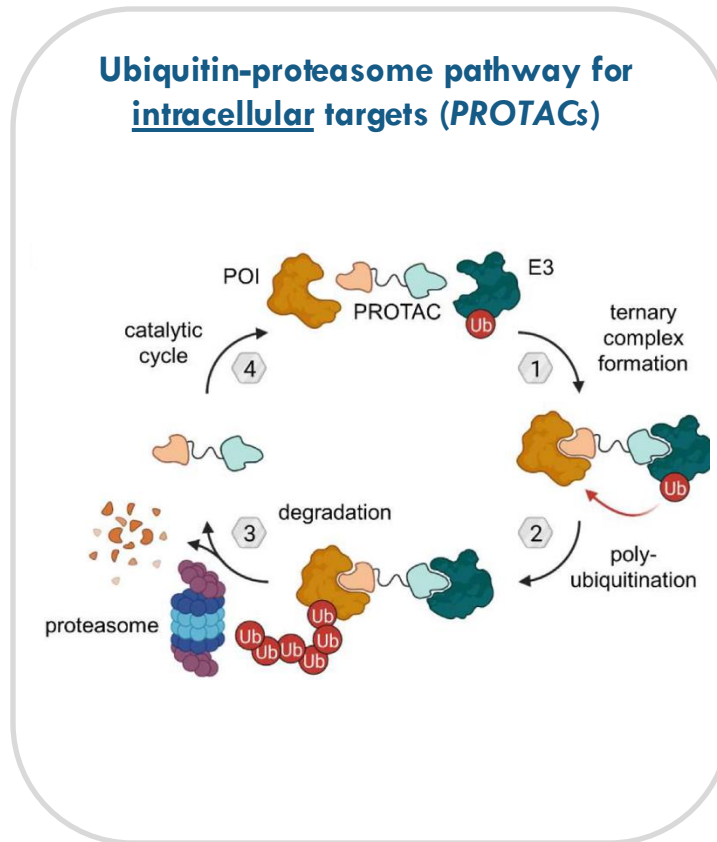 Ubiquitin-proteasome pathway for
intracellular targets (PROTACs)
POI
PROTAC
E3
Ub
catalytic
cycle
4
1
ternary
complex
formation
Ub
3
degradation
2
poly-
ubiquitination
proteasome
Ub
Ub
Ub
Ub
Ub
Ub
Ub